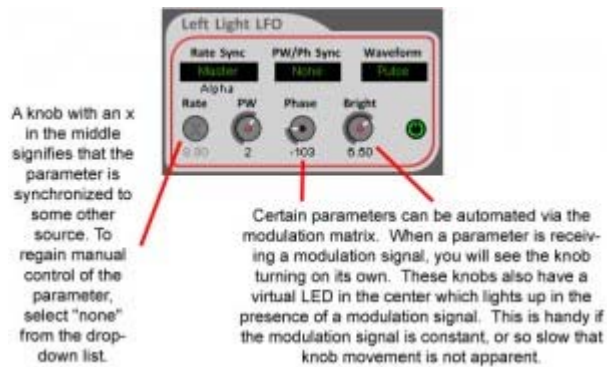 Left Light LFO
Rate Sync PW/Ph Sync Waveform
Master None Pulse
Alpha
Rate PW Phase Bright
2 -103 6.60
A knob with an x
in the middle
signifies that the
parameter is
synchronized to
some other
source. To
regain manual
control of the
parameter,
select "none"
from the drop-
down list.
Certain parameters can be automated via the
modulation matrix. When a parameter is receiv-
ing a modulation signal, you will see the knob
turning on its own. These knobs also have a
virtual LED in the center which lights up in the
presence of a modulation signal. This is handy if
the modulation signal is constant, or so slow that
knob movement is not apparent.